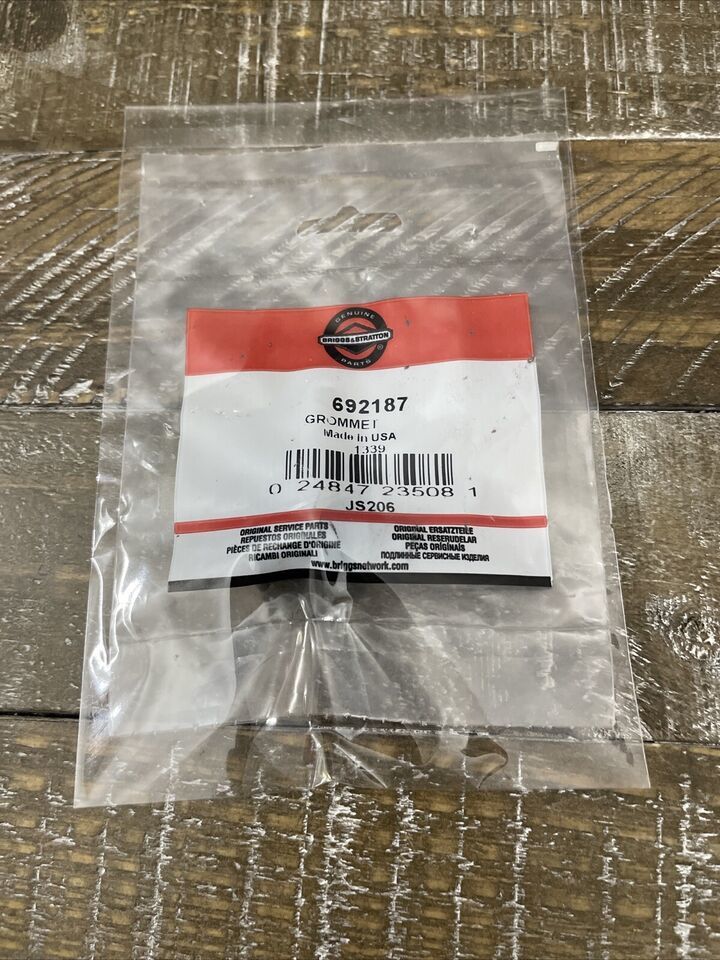 GENUINE
BRIGGS & STRATTON
PARTS
®
692187
GROMMET
Made in USA
1339
0 24847 23508 1
JS206
ORIGINAL SERVICE PARTS
REPUESTOS ORIGINALES
PIÈCES DE RECHANGE D'ORIGINE
RICAMBI ORIGINALI
ORIGINAL ERSATZTEILE
ORIGINAL RESERUDELAR
PEÇAS ORIGINAIS
ПОДЛИННЫЕ СЕРВИСНЫЕ ИЗДЕЛИЯ
www.briggsnetwork.com